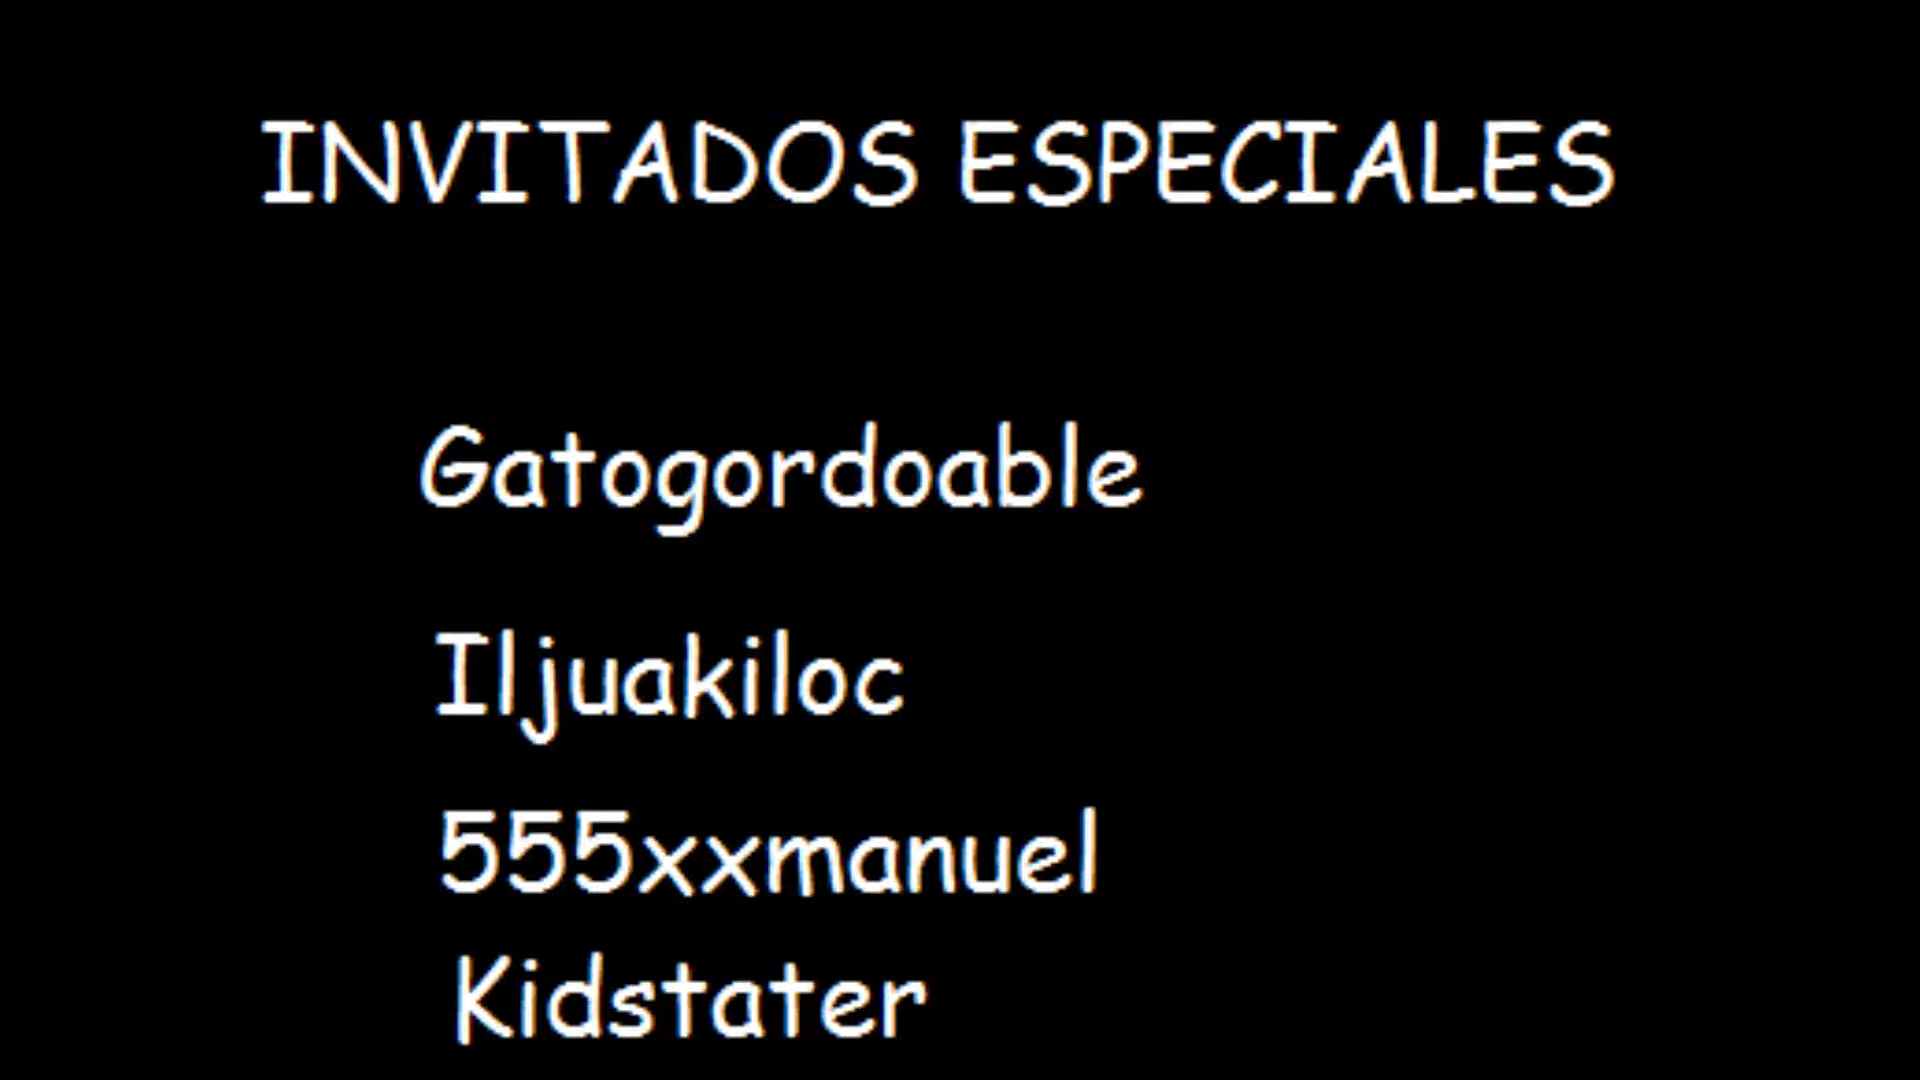 INVITADOS ESPECIALES
Gatogordoable
Iljuakiloc
555xxmanuel
Kidstater